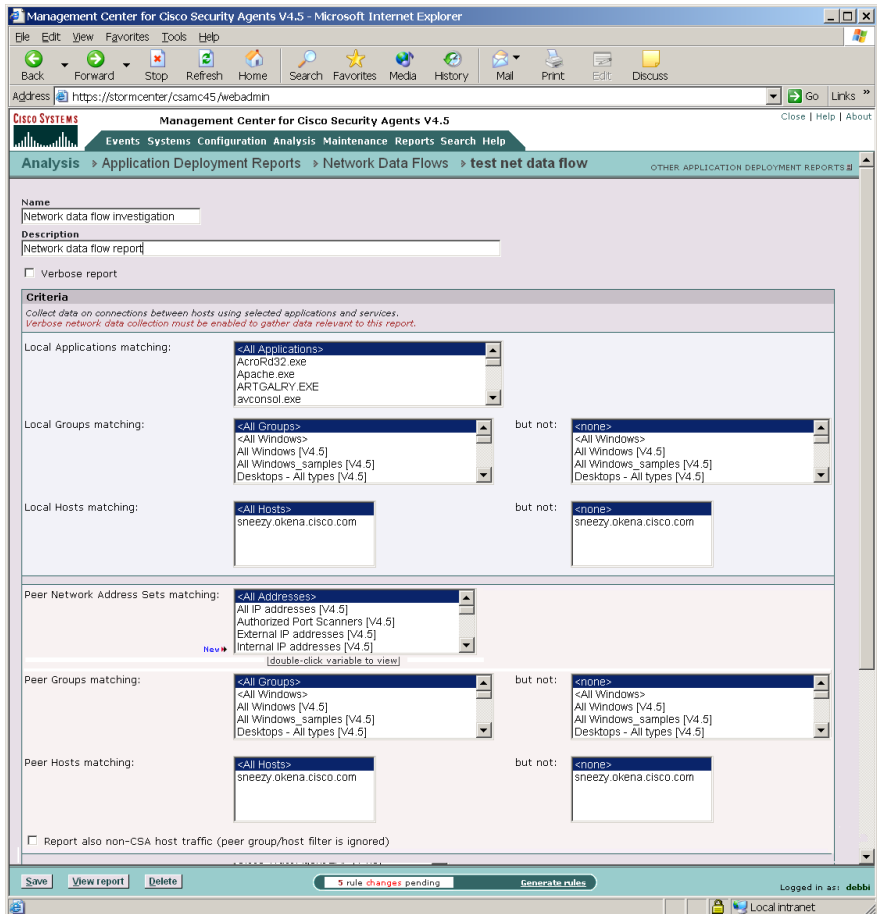 Management Center for Cisco Security Agents V4.5 - Microsoft Internet Explorer
File Edit View Favorites Tools Help
Back Forward Stop Refresh Home Search Favorites Media History Mail Print Edit Discuss
Address https://stormcenter/csamc45/webadmin Go Links »
CISCO SYSTEMS
Management Center for Cisco Security Agents V4.5
Close | Help | About
Events Systems Configuration Analysis Maintenance Reports Search Help
Analysis > Application Deployment Reports > Network Data Flows > test net data flow
OTHER APPLICATION DEPLOYMENT REPORTS
Name
Network data flow investigation
Description
Network data flow report
Verbose report
Criteria
Collect data on connections between hosts using selected applications and services.
Verbose network data collection must be enabled to gather data relevant to this report.
Local Applications matching:
<All Applications>
AcroRd32.exe
Apache.exe
ARTGALRY.EXE
avconsol.exe
Local Groups matching:
<All Groups>
<All Windows>
All Windows [V4.5]
All Windows_samples [V4.5]
Desktops - All types [V4.5]
but not:
<none>
<All Windows>
All Windows [V4.5]
All Windows_samples [V4.5]
Desktops - All types [V4.5]
Local Hosts matching:
<All Hosts>
sneezy.okena.cisco.com
but not:
<none>
sneezy.okena.cisco.com
Peer Network Address Sets matching:
<All Addresses>
All IP addresses [V4.5]
Authorized Port Scanners [V4.5]
External IP addresses [V4.5]
Internal IP addresses [V4.5]
New
[double-click variable to view]
Peer Groups matching:
<All Groups>
<All Windows>
All Windows [V4.5]
All Windows_samples [V4.5]
Desktops - All types [V4.5]
but not:
<none>
<All Windows>
All Windows [V4.5]
All Windows_samples [V4.5]
Desktops - All types [V4.5]
Peer Hosts matching:
<All Hosts>
sneezy.okena.cisco.com
but not:
<none>
sneezy.okena.cisco.com
Report also non-CSA host traffic (peer group/host filter is ignored)
Save View report Delete
5 rule changes pending
Generate rules
Logged in as: debbi
Local intranet